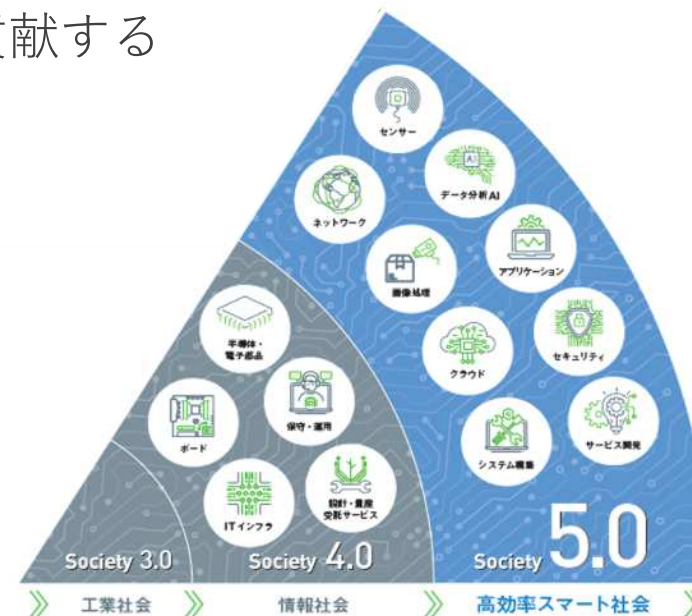 献する
センサー
データ分析AI
ネットワーク
アプリケーション
画像処理
半導体・
電子部品
セキュリティ
クラウド
保守・運用
ボード
サービス開発
システム構築
設計・量産
受託サービス
ITインフラ
Society 3.0
Society 4.0
Society 5.0
工業社会
情報社会
高効率スマート社会